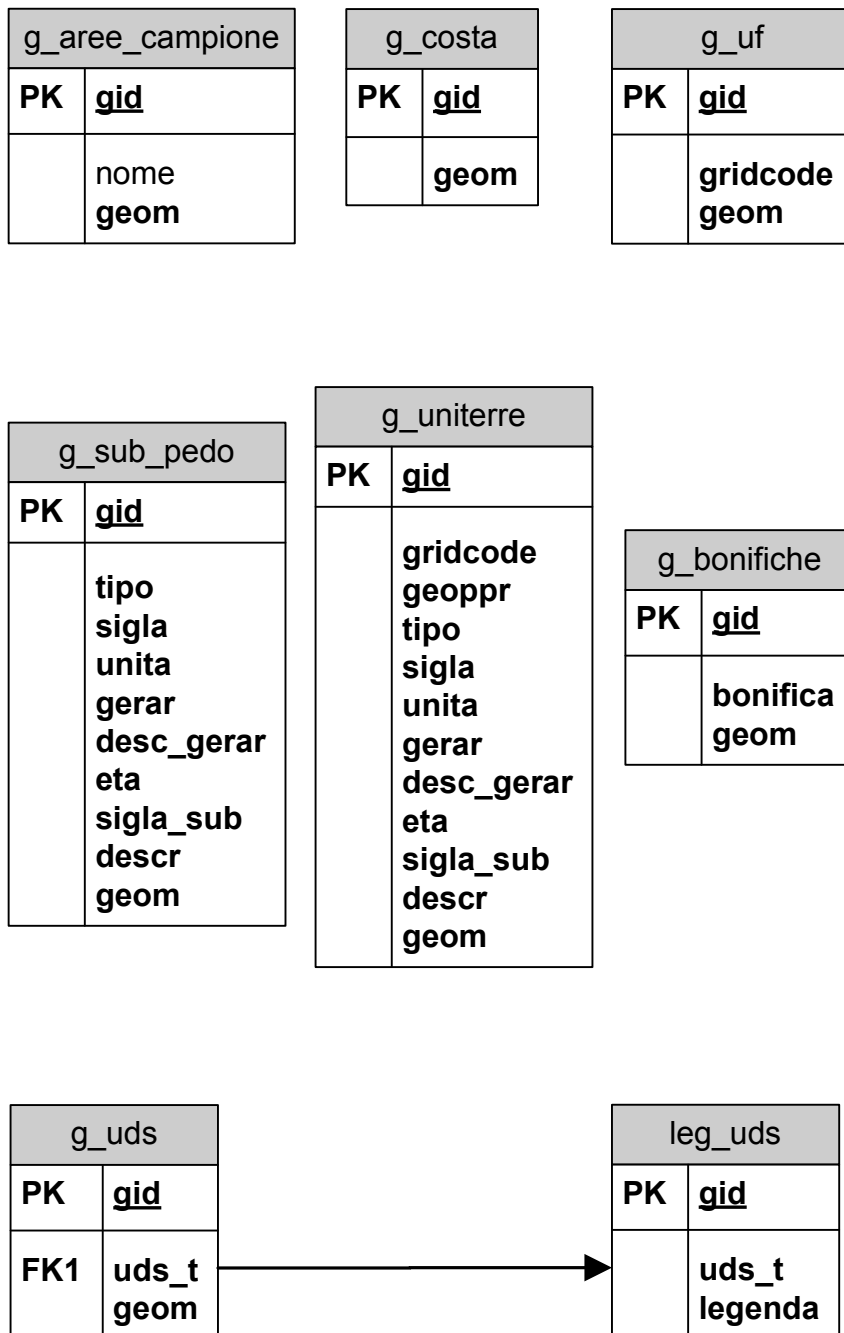 g_aree_campione
PK gid
nome
geom
g_costa
PK gid
geom
g_uf
PK gid
gridcode
geom
g_sub_pedo
PK gid
tipo
sigla
unita
gerar
desc_gerar
eta
sigla_sub
descr
geom
g_uniterre
PK gid
gridcode
geoppr
tipo
sigla
unita
gerar
desc_gerar
eta
sigla_sub
descr
geom
g_bonifiche
PK gid
bonifica
geom
g_uds
PK gid
FK1 uds_t
geom
leg_uds
PK gid
uds_t
legenda